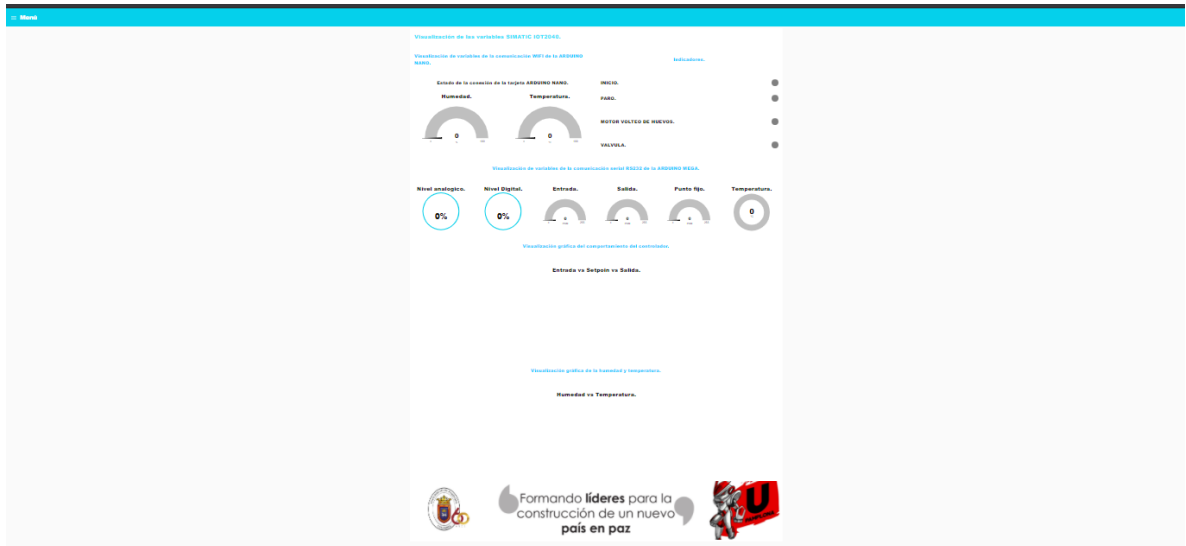 ≡ Menú
Visualización de las variables SIMATIC IOT2040.
Visualización de variables de la comunicación WIFI de la ARDUINO
NANO.
Indicadores.
Estado de la conexión de la tarjeta ARDUINO NANO.
INICIO.
Humedad.
Temperatura.
PARO.
0
0
MOTOR VOLTEO DE HUEVOS.
VALVULA.
Visualización de variables de la comunicación serial RS232 de la ARDUINO MEGA.
Nivel analogico.
Nivel Digital.
Entrada.
Salida.
Punto fijo.
Temperatura.
0%
0%
0
0
0
0
Visualización gráfica del comportamiento del controlador.
Entrada vs Setpoin vs Salida.
Visualización gráfica de la humedad y temperatura.
Humedad vs Temperatura.
Formando líderes para la
construcción de un nuevo
país en paz